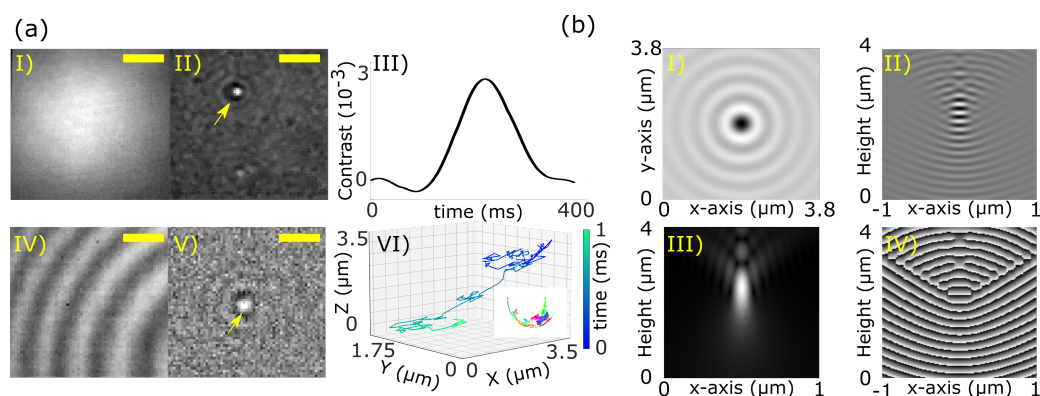 (a)
(b)
I)
II)
III)
Contrast (10⁻³)
3
0
0
400
time (ms)
IV)
V)
VI)
Z (μm)
3.5
0
Y (μm)
1.75
0
X (μm)
0
3.5
time (ms)
1
0
I)
y-axis (μm)
3.8
0
0
x-axis (μm)
3.8
II)
Height (μm)
4
0
-1
x-axis (μm)
1
III)
Height (μm)
4
0
0
x-axis (μm)
1
IV)
Height (μm)
4
0
-1
x-axis (μm)
1